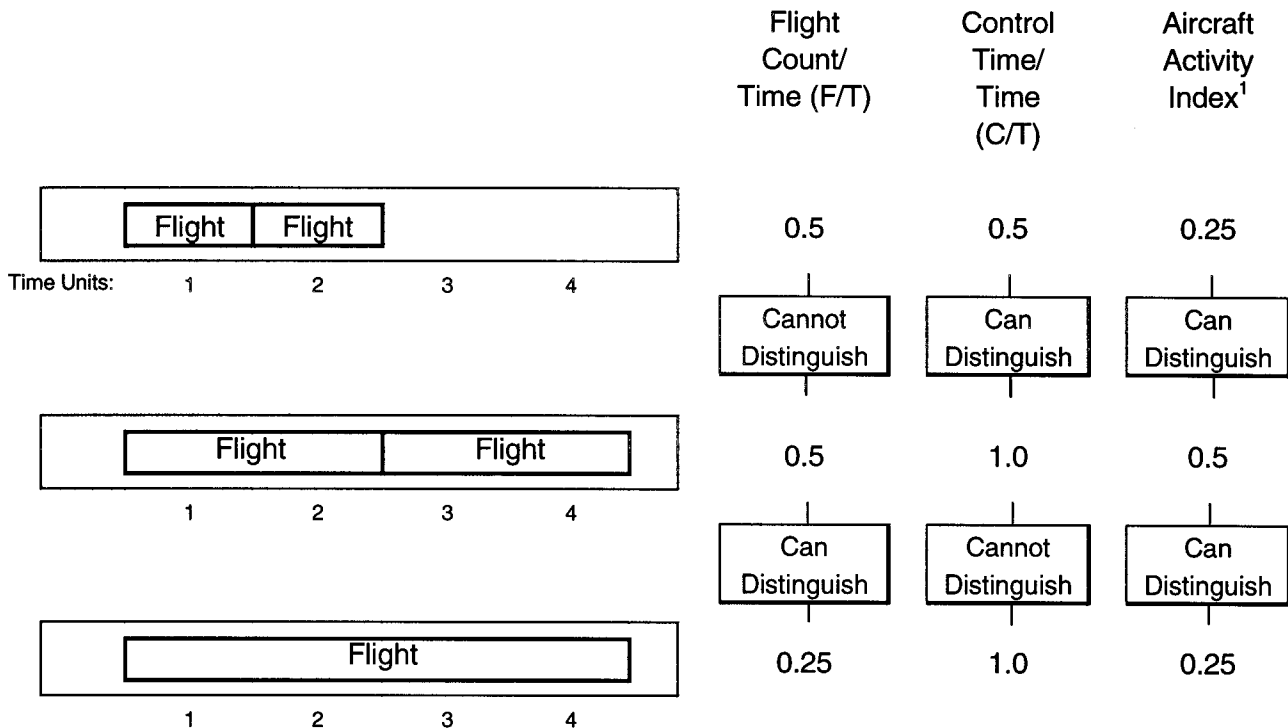 Flight Count/ Time (F/T)
Control Time/ Time (C/T)
Aircraft Activity Index¹
Flight Flight 0.5 0.5 0.25
Time Units: 1 2 3 4
Cannot Distinguish
Can Distinguish
Can Distinguish
Flight Flight 0.5 1.0 0.5
1 2 3 4
Can Distinguish
Cannot Distinguish
Can Distinguish
Flight 0.25 1.0 0.25
1 2 3 4